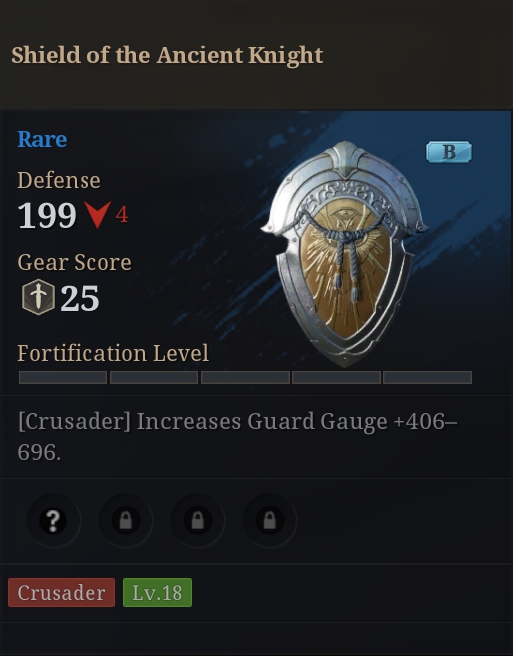 Shield of the Ancient Knight
Rare
B
Defense
199 4
Gear Score
25
Fortification Level
[Crusader] Increases Guard Gauge +406–
696.
?
Crusader Lv.18